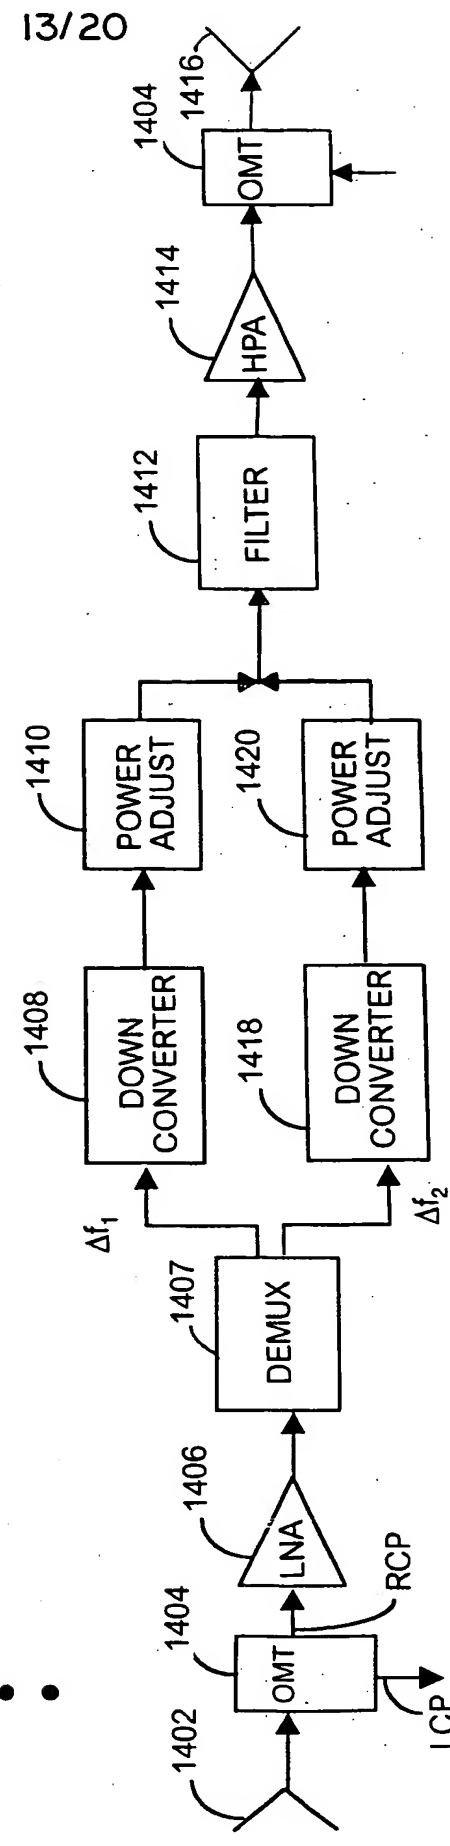 13/20
1402
1404
OMT
LCP
RCP
1406
LNA
1407
DEMUX
Δf₁
Δf₂
1408
DOWN
CONVERTER
1418
DOWN
CONVERTER
1410
POWER
ADJUST
1420
POWER
ADJUST
1412
FILTER
1414
HPA
1404
OMT
1416